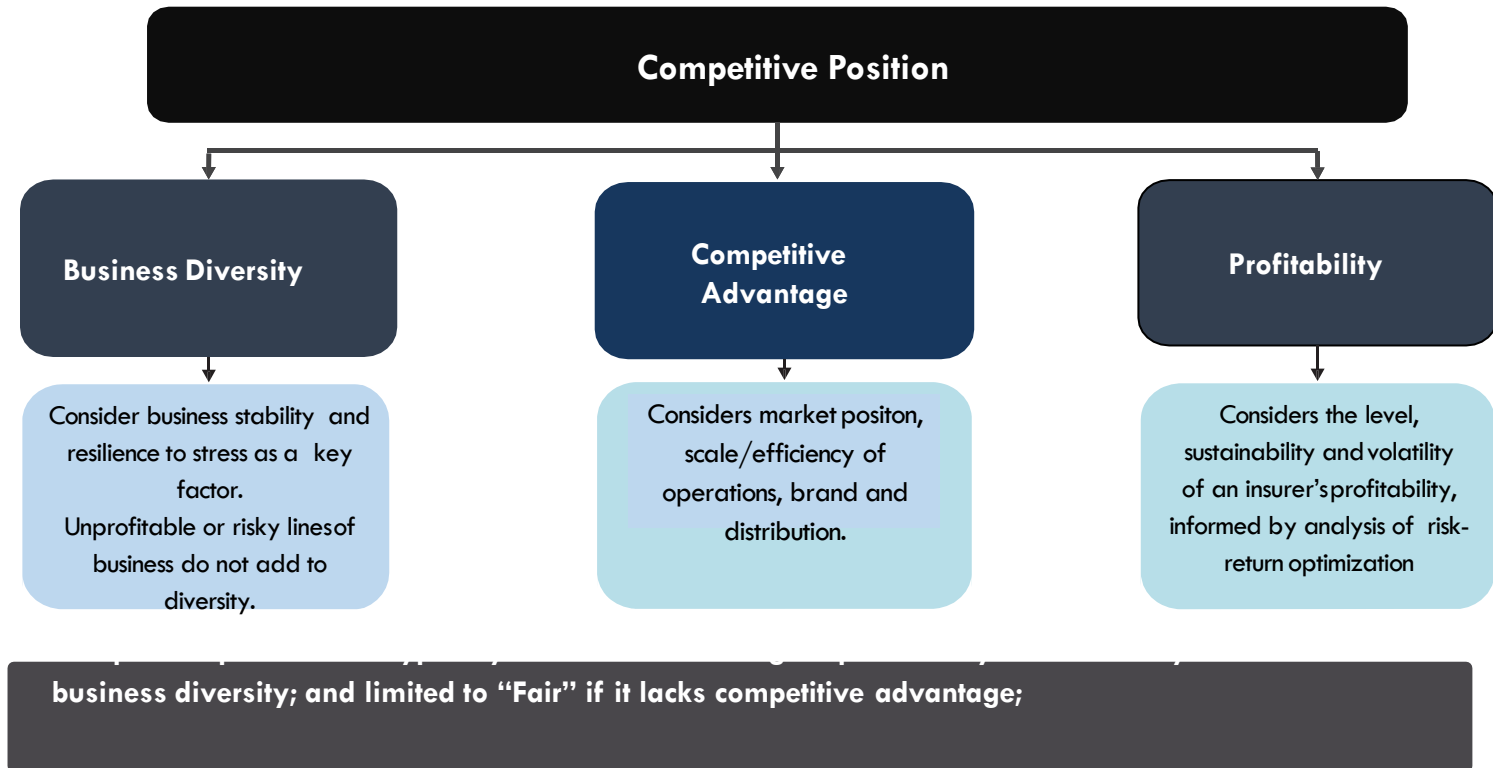 Competitive Position
Business Diversity
Competitive
Advantage
Profitability
Consider business stability and
resilience to stress as a key
factor.
Unprofitable or risky linesof
business do not add to
diversity.
Considers market positon,
scale/efficiency of
operations, brand and
distribution.
Considers the level,
sustainability and volatility
of an insurer'sprofitability,
informed by analysis of risk-
return optimization
business diversity; and limited to “Fair” if it lacks competitive advantage;